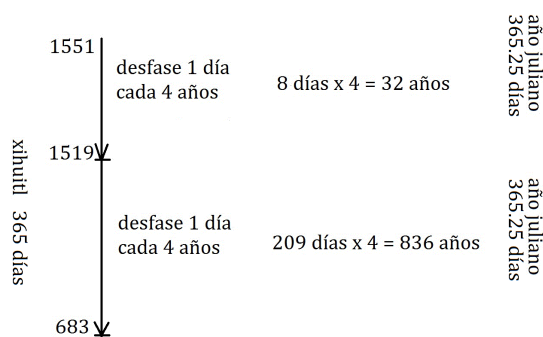 1551
desfase 1 día
cada 4 años
8 días x 4 = 32 años
año juliano
365.25 días
1519
xihuitl 365 días
desfase 1 día
cada 4 años
209 días x 4 = 836 años
año juliano
365.25 días
683